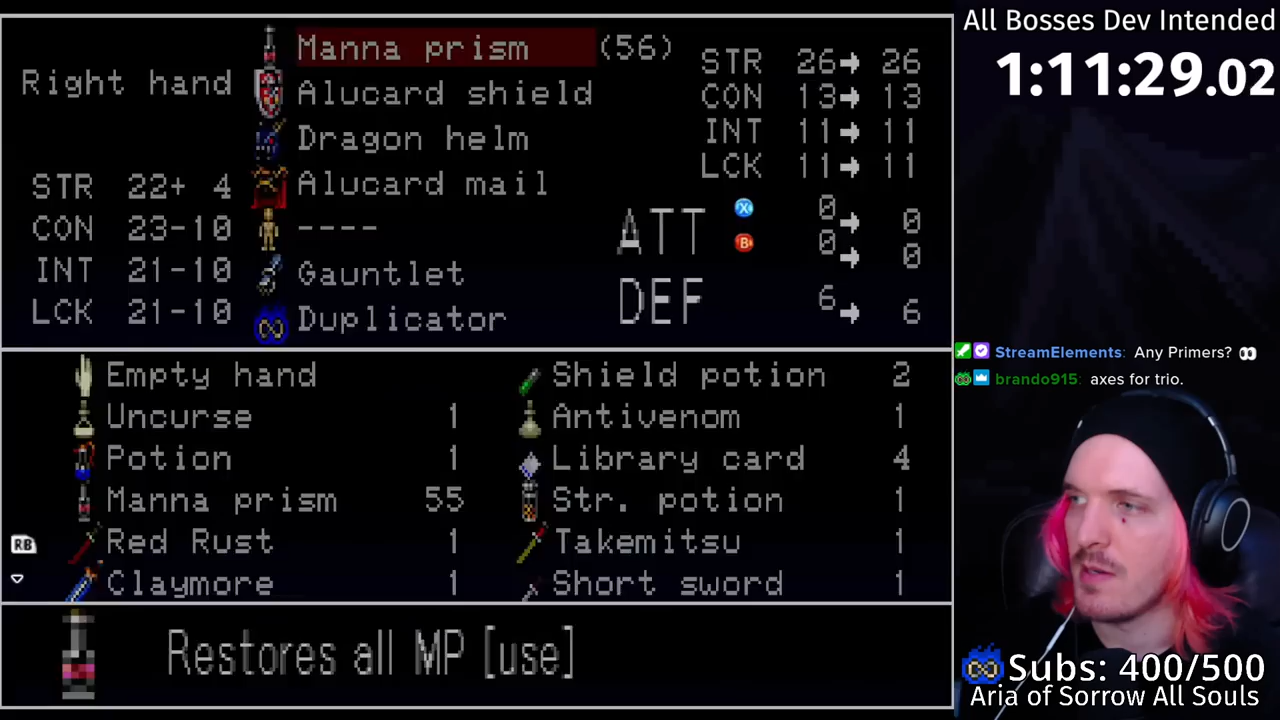 Right hand
Manna prism (56)
Alucard shield
Dragon helm
Alucard mail
----
Gauntlet
Duplicator
STR 22+ 4
CON 23-10
INT 21-10
LCK 21-10
STR 26→ 26
CON 13→ 13
INT 11→ 11
LCK 11→ 11
ATT X 0→ 0
B 0→ 0
DEF 6→ 6
Empty hand
Shield potion 2
Uncurse 1
Antivenom 1
Potion 1
Library card 4
Manna prism 55
Str. potion 1
RB
Red Rust 1
Takemitsu 1
Claymore 1
Short sword 1
Restores all MP [use]
All Bosses Dev Intended
1:11:29.02
StreamElements: Any Primers?
brando915: axes for trio.
Subs: 400/500
Aria of Sorrow All Souls